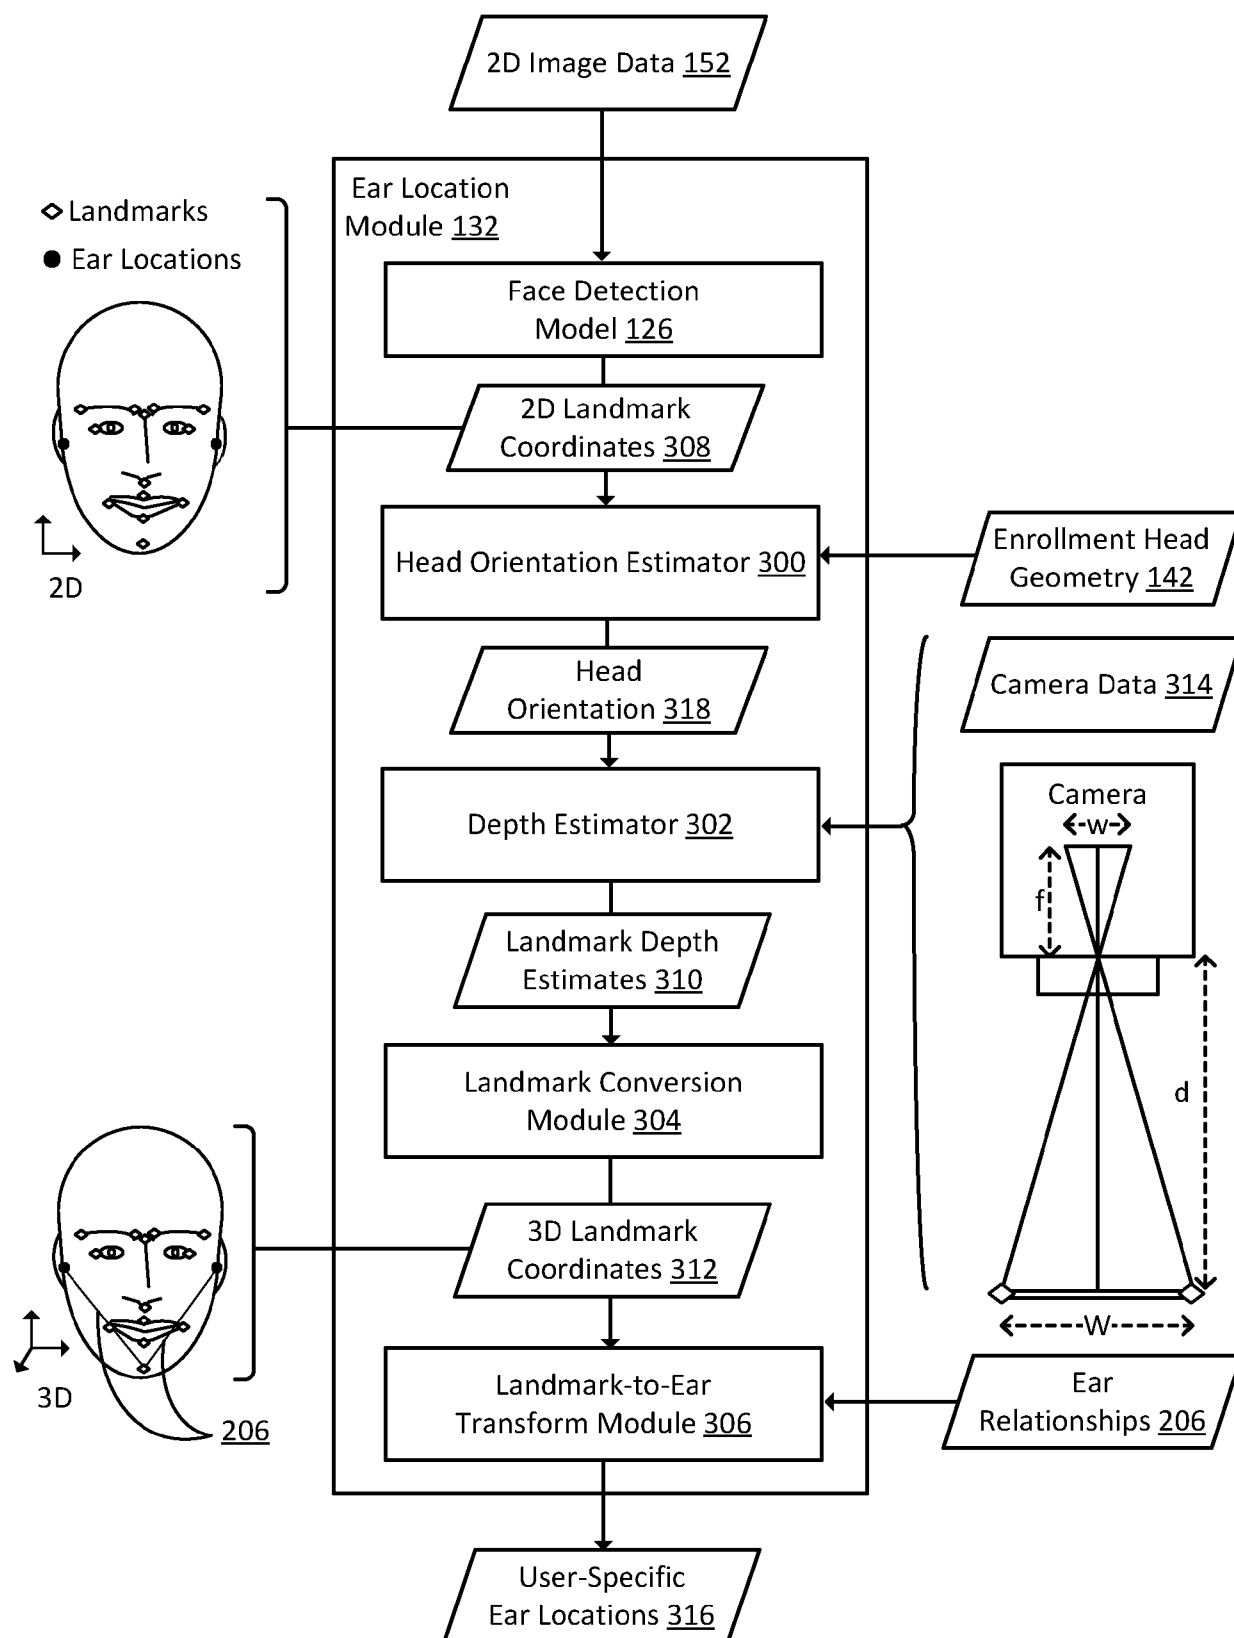 2D Image Data 152
Ear Location
Module 132
Landmarks
Ear Locations
Face Detection
Model 126
2D Landmark
Coordinates 308
2D
Head Orientation Estimator 300
Enrollment Head
Geometry 142
Head
Orientation 318
Camera Data 314
Depth Estimator 302
Camera
w
f
d
W
Landmark Depth
Estimates 310
Landmark Conversion
Module 304
3D Landmark
Coordinates 312
3D
206
Landmark-to-Ear
Transform Module 306
Ear
Relationships 206
User-Specific
Ear Locations 316